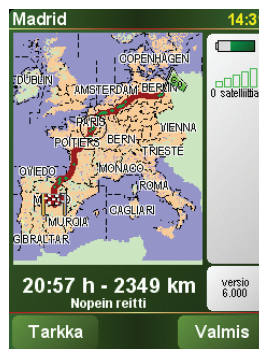 Madrid 14:3
COPENHAGEN
DUBLIN
AMSTERDAM BERLIN
PARIS
VIENNA
POITIERS BERN
TRIESTE
MONACO
OVIEDO
ROMA
CAGLIARI
MURCIA
GIBRALTAR
0 satelliittia
20:57 h - 2349 km
Nopein reitti
versio
6.000
Tarkka Valmis